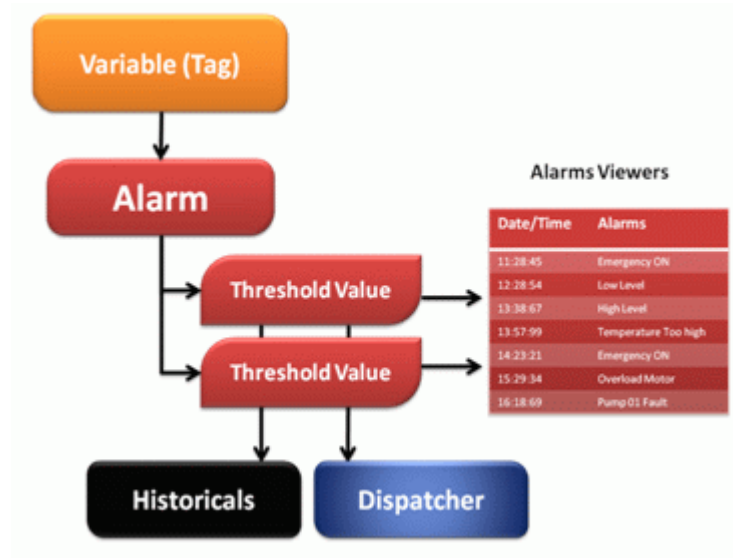 Variable (Tag)
Alarm
Threshold Value
Threshold Value
Historicals
Dispatcher
Alarms Viewers
Date/Time Alarms
11:28:45 Emergency ON
12:28:54 Low Level
13:38:67 High Level
13:57:99 Temperature Too high
14:23:21 Emergency ON
15:29:34 Overload Motor
16:18:69 Pump 01 Fault